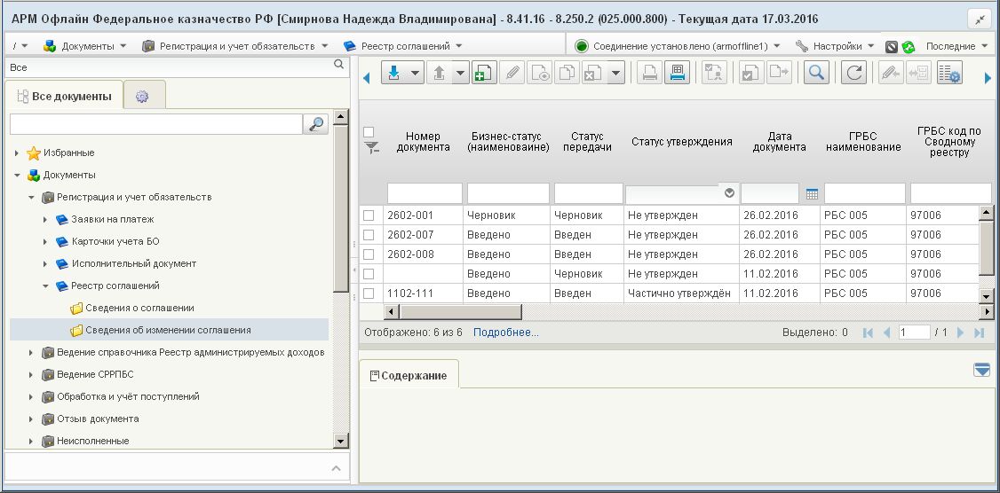 АРМ Офлайн Федеральное казначество РФ [Смирнова Надежда Владимировна] - 8.41.16 - 8.250.2 (025.000.800) - Текущая дата 17.03.2016
/ Документы Регистрация и учет обязательств Реестр соглашений Соединение установлено (armoffline1) Настройки Последние
Все
Все документы
Избранные
Документы
Регистрация и учет обязательств
Заявки на платеж
Карточки учета БО
Исполнительный документ
Реестр соглашений
Сведения о соглашении
Сведения об изменении соглашения
Ведение справочника Реестр администрируемых доходов
Ведение СРРПБС
Обработка и учёт поступлений
Отзыв документа
Неисполненные
Номер документа
Бизнес-статус (наименоваине)
Статус передачи
Статус утверждения
Дата документа
ГРБС наименование
ГРБС код по Сводному реестру
2602-001 Черновик Черновик Не утвержден 26.02.2016 РБС 005 97006
2602-007 Введено Введен Не утвержден 26.02.2016 РБС 005 97006
2602-008 Введено Введен Не утвержден 26.02.2016 РБС 005 97006
Введено Черновик Не утвержден 11.02.2016 РБС 005 97006
1102-111 Введено Введен Частично утверждён 11.02.2016 РБС 005 97006
Отображено: 6 из 6 Подробнее... Выделено: 0 1 / 1
Содержание